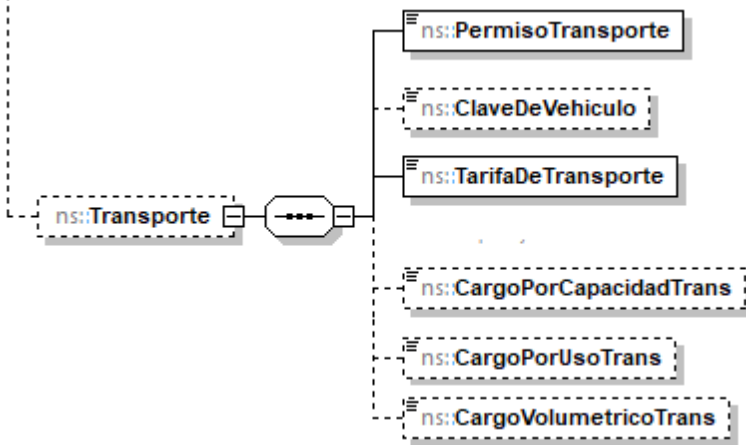 ns::PermisoTransporte
ns::ClaveDeVehiculo
ns::TarifaDeTransporte
ns::Transporte
ns::CargoPorCapacidadTrans
ns::CargoPorUsoTrans
ns::CargoVolumetricoTrans